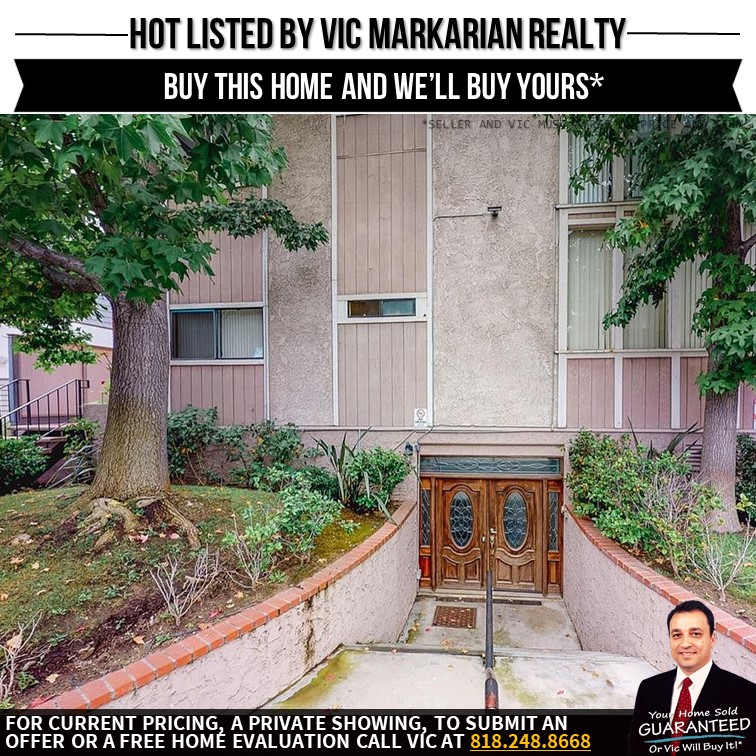 HOT LISTED BY VIC MARKARIAN REALTY
BUY THIS HOME AND WE'LL BUY YOURS*
*SELLER AND VIC
Your Home Sold
GUARANTEED
Or Vic Will Buy It!
FOR CURRENT PRICING, A PRIVATE SHOWING, TO SUBMIT AN
OFFER OR A FREE HOME EVALUATION CALL VIC AT 818.248.8668